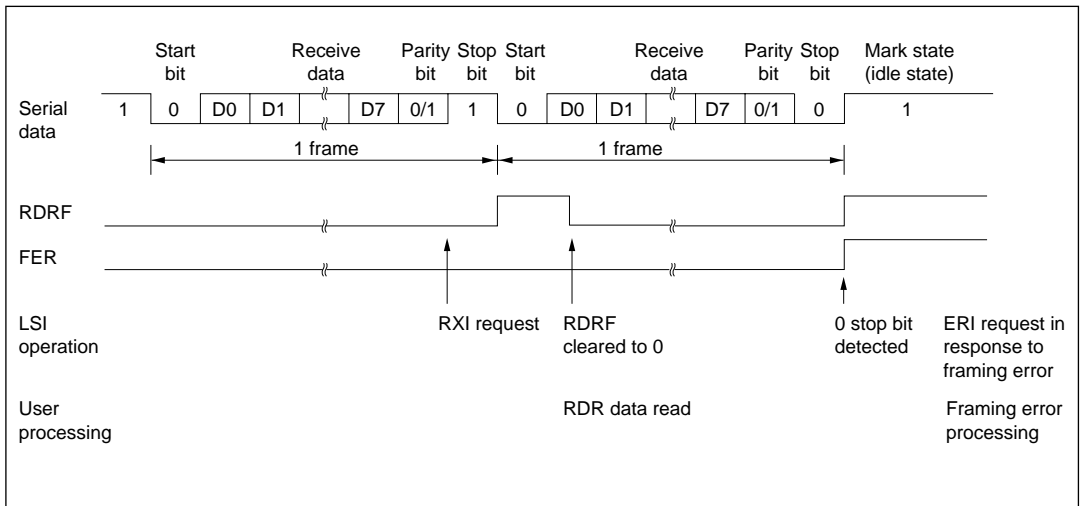 Start bit
Receive data
Parity bit
Stop bit
Start bit
Receive data
Parity bit
Stop bit
Mark state (idle state)
Serial data
1 0 D0 D1 D7 0/1 1 0 D0 D1 D7 0/1 0 1
1 frame 1 frame
RDRF
FER
LSI operation
RXI request
RDRF cleared to 0
0 stop bit detected
ERI request in response to framing error
User processing
RDR data read
Framing error processing